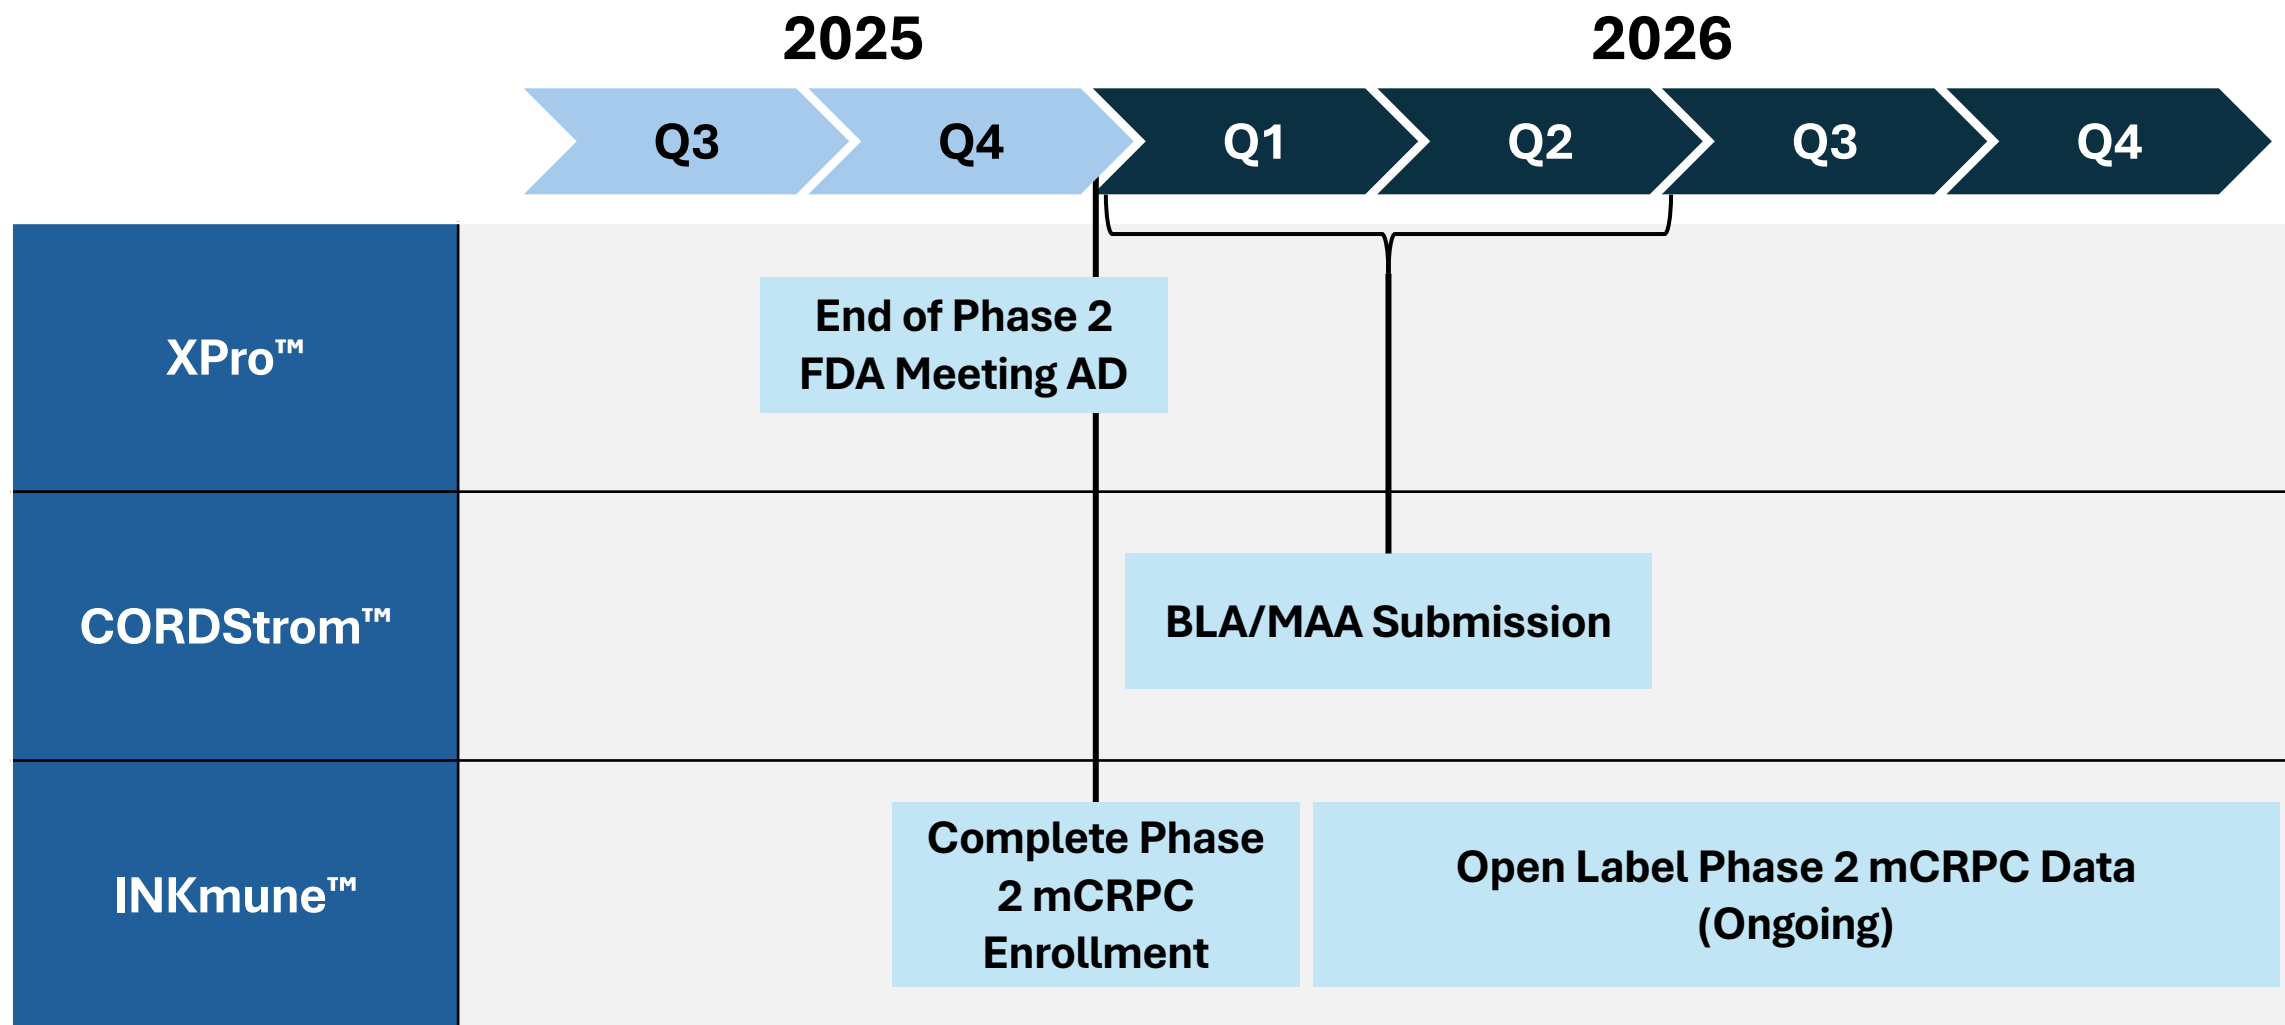 2025
2026
Q3
Q4
Q1
Q2
Q3
Q4
XPro™
End of Phase 2
FDA Meeting AD
CORDStrom™
BLA/MAA Submission
INKmune™
Complete Phase
2 mCRPC
Enrollment
Open Label Phase 2 mCRPC Data
(Ongoing)